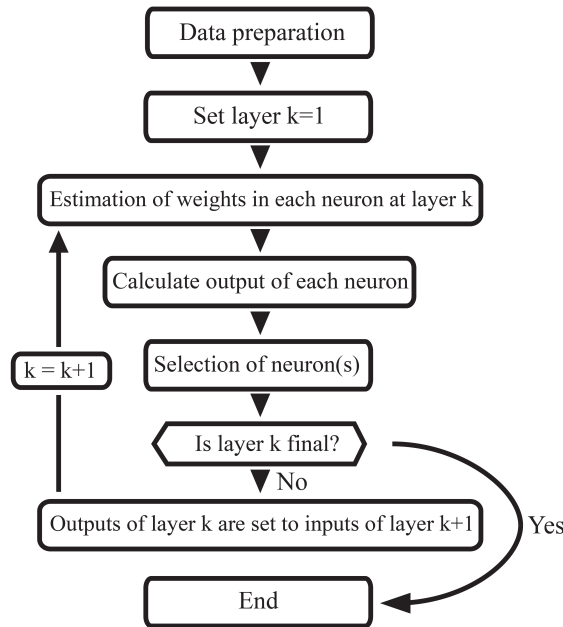 Data preparation
Set layer k=1
Estimation of weights in each neuron at layer k
Calculate output of each neuron
Selection of neuron(s)
k = k+1
Is layer k final?
No
Outputs of layer k are set to inputs of layer k+1
Yes
End